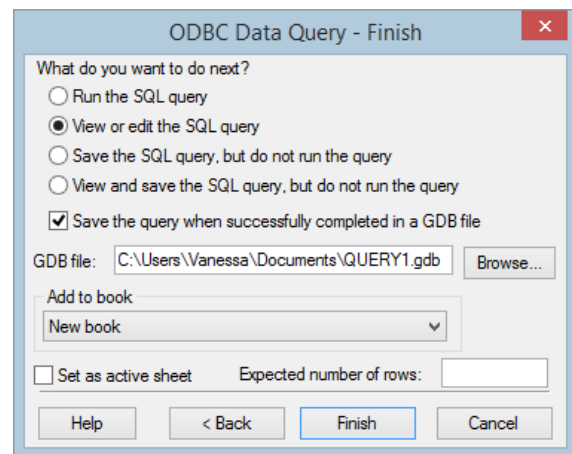 ODBC Data Query - Finish
What do you want to do next?
Run the SQL query
View or edit the SQL query
Save the SQL query, but do not run the query
View and save the SQL query, but do not run the query
Save the query when successfully completed in a GDB file
GDB file: C:\Users\Vanessa\Documents\QUERY1.gdb Browse...
Add to book
New book
Set as active sheet Expected number of rows:
Help < Back Finish Cancel